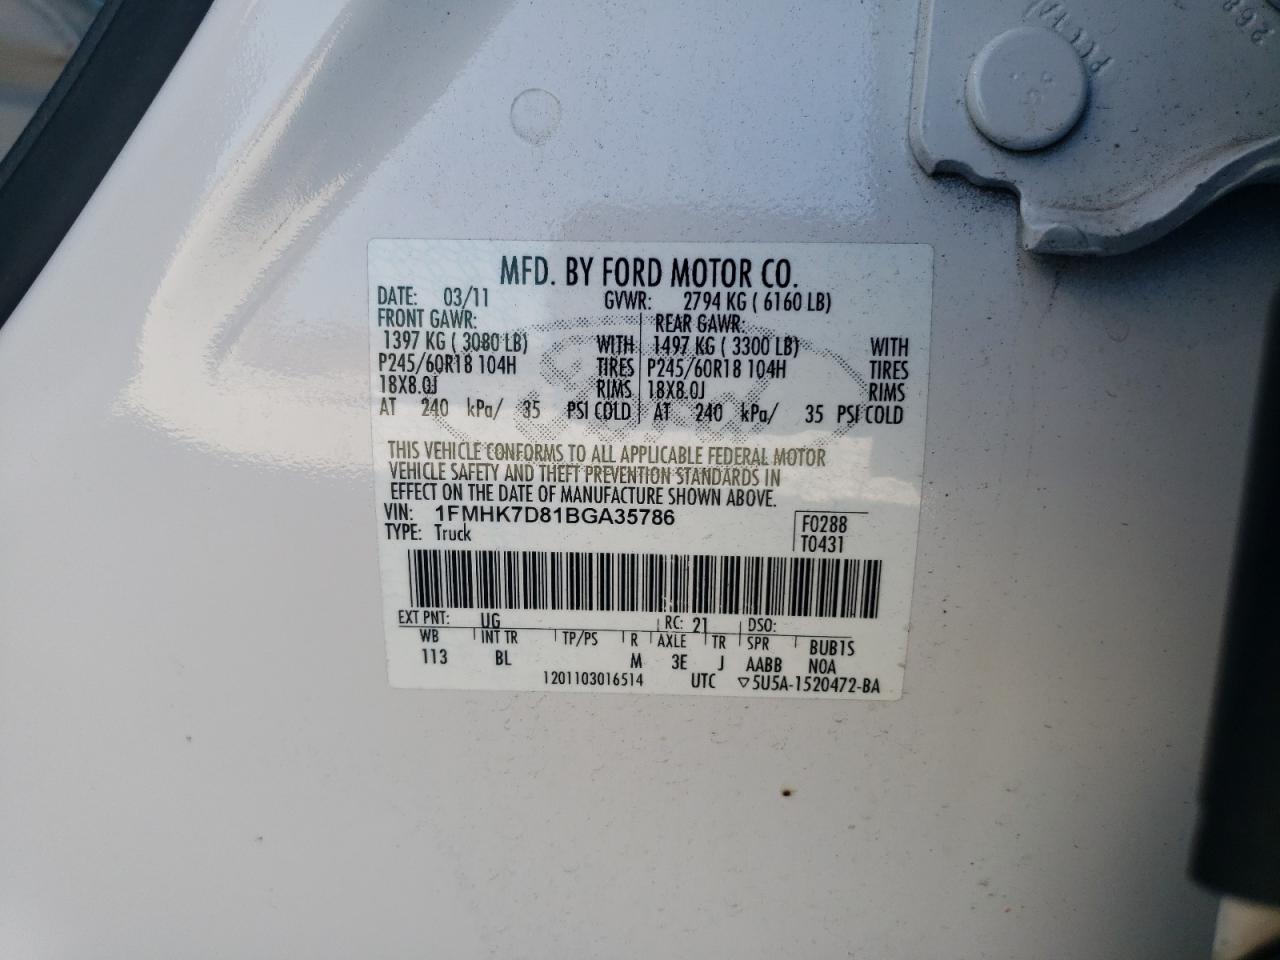 MFD. BY FORD MOTOR CO.
DATE: 03/11 GVWR: 2794 KG ( 6160 LB)
FRONT GAWR: REAR GAWR:
1397 KG ( 3080 LB) WITH 1497 KG ( 3300 LB) WITH
P245/60R18 104H TIRES P245/60R18 104H TIRES
18X8.0J RIMS 18X8.0J RIMS
AT 240 kPa/ 35 PSI COLD AT 240 kPa/ 35 PSI COLD
THIS VEHICLE CONFORMS TO ALL APPLICABLE FEDERAL MOTOR
VEHICLE SAFETY AND THEFT PREVENTION STANDARDS IN
EFFECT ON THE DATE OF MANUFACTURE SHOWN ABOVE.
VIN: 1FMHK7D81BGA35786 F0288
TYPE: Truck T0431
EXT PNT: UG RC: 21 DSO:
WB INT TR TP/PS R AXLE TR SPR BUB1S
113 BL M 3E J AABB N0A
1201103016514 UTC ▽5U5A-1520472-BA